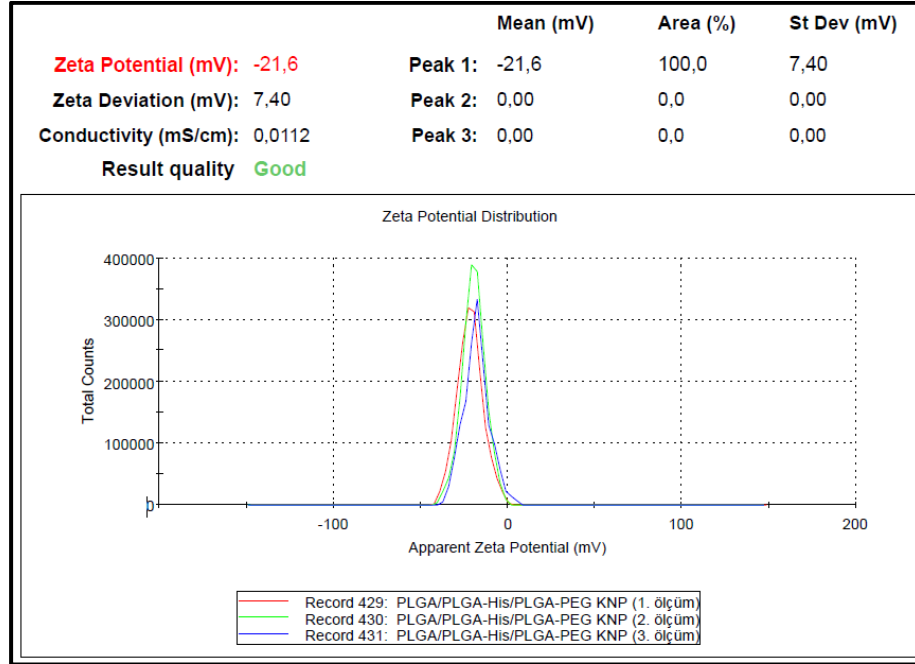 Mean (mV) Area (%) St Dev (mV)
Zeta Potential (mV): -21,6 Peak 1: -21,6 100,0 7,40
Zeta Deviation (mV): 7,40 Peak 2: 0,00 0,0 0,00
Conductivity (mS/cm): 0,0112 Peak 3: 0,00 0,0 0,00
Result quality Good
Zeta Potential Distribution
400000
300000
200000
100000
0
Total Counts
-100 0 100 200
Apparent Zeta Potential (mV)
Record 429: PLGA/PLGA-His/PLGA-PEG KNP (1. ölçüm)
Record 430: PLGA/PLGA-His/PLGA-PEG KNP (2. ölçüm)
Record 431: PLGA/PLGA-His/PLGA-PEG KNP (3. ölçüm)